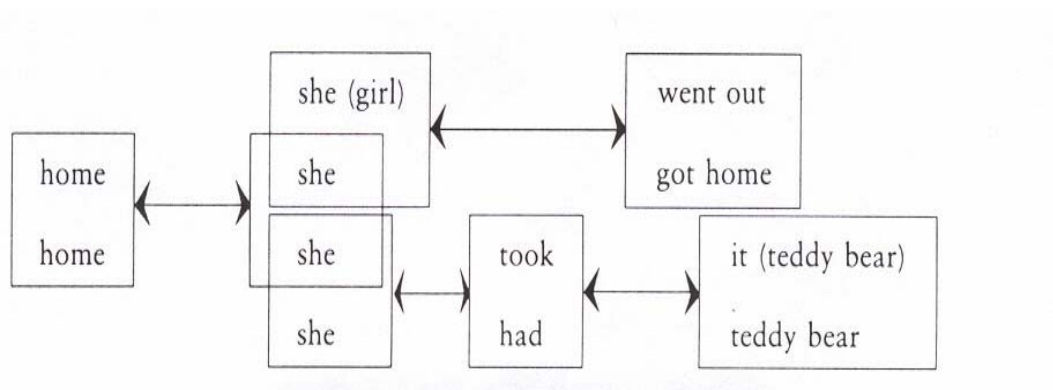 she (girl) went out
home she got home
home she took it (teddy bear)
she had teddy bear